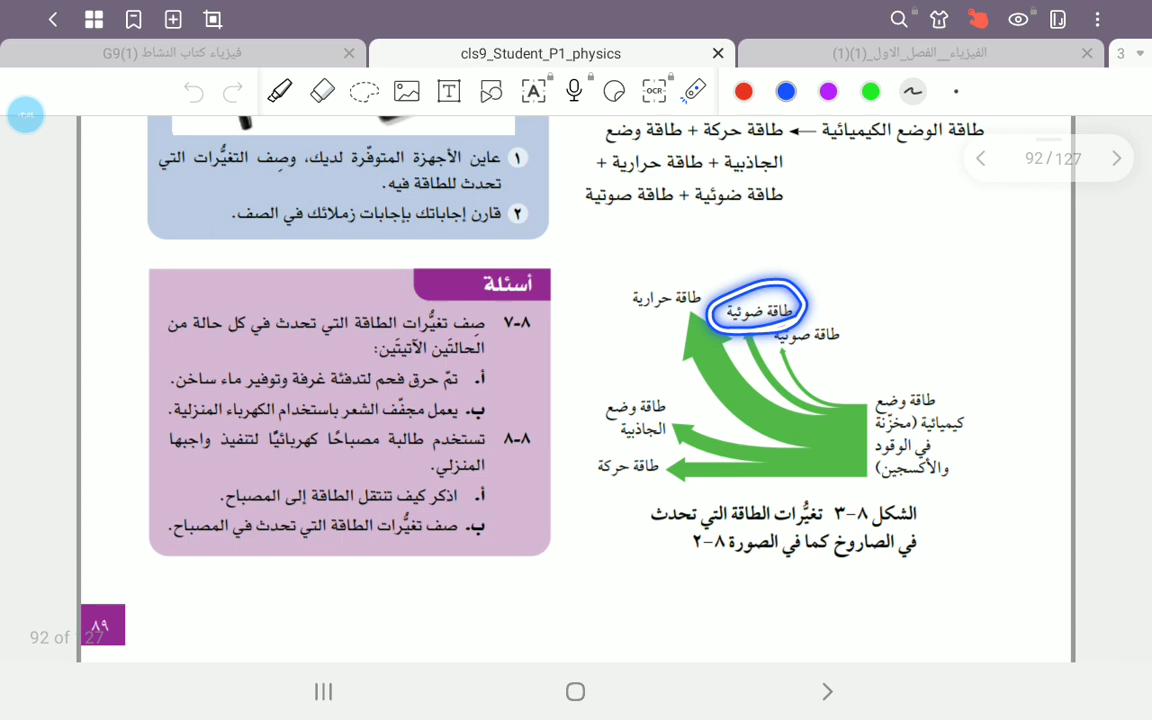 فيزياء كتاب النشاط G9(1)
cls9_Student_P1_physics
الفيزياء__الفصل_الاول_(1)(1)
3
A
T
OCR
92/127
طاقة الوضع الكيميائية ← طاقة حركة + طاقة وضع
الجاذبية + طاقة حرارية +
طاقة ضوئية + طاقة صوتية
١ عاين الأجهزة المتوفّرة لديك، وصِف التغيُّرات التي
تحدث للطاقة فيه.
٢ قارن إجاباتك بإجابات زملائك في الصف.
طاقة حرارية
طاقة ضوئية
طاقة صوتية
طاقة وضع
كيميائية (مخزّنة
في الوقود
والأكسجين)
طاقة وضع
الجاذبية
طاقة حركة
الشكل ٨-٣ تغيُّرات الطاقة التي تحدث
في الصاروخ كما في الصورة ٨-٢
أسئلة
٨-٧ صِف تغيُّرات الطاقة التي تحدث في كل حالة من
الحالتَين الآتيتَين:
أ. تمّ حرق فحم لتدفئة غرفة وتوفير ماء ساخن.
ب. يعمل مجفّف الشعر باستخدام الكهرباء المنزلية.
٨-٨ تستخدم طالبة مصباحًا كهربائيًّا لتنفيذ واجبها
المنزلي.
أ. اذكر كيف تنتقل الطاقة إلى المصباح.
ب. صف تغيُّرات الطاقة التي تحدث في المصباح.
٨٩
92 of 127